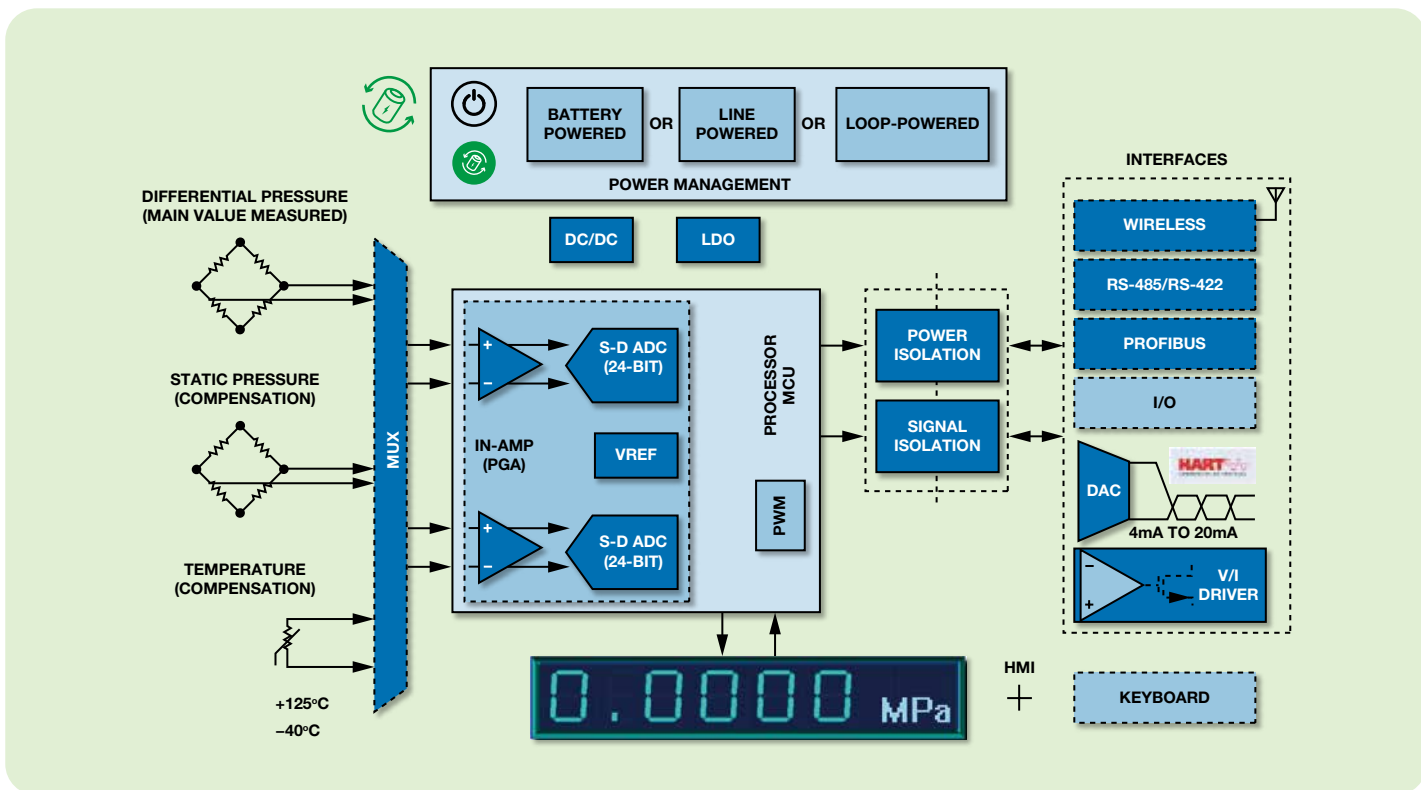 BATTERY
POWERED
OR
LINE
POWERED
OR
LOOP-POWERED
POWER MANAGEMENT
DC/DC
LDO
DIFFERENTIAL PRESSURE
(MAIN VALUE MEASURED)
STATIC PRESSURE
(COMPENSATION)
TEMPERATURE
(COMPENSATION)
+125°C
−40°C
MUX
+
−
S-D ADC
(24-BIT)
IN-AMP
(PGA)
VREF
+
−
S-D ADC
(24-BIT)
PROCESSOR
MCU
PWM
POWER
ISOLATION
SIGNAL
ISOLATION
INTERFACES
WIRELESS
RS-485/RS-422
PROFIBUS
I/O
DAC
HART
4mA TO 20mA
−
+
V/I
DRIVER
0.0000 MPa
HMI
+
KEYBOARD